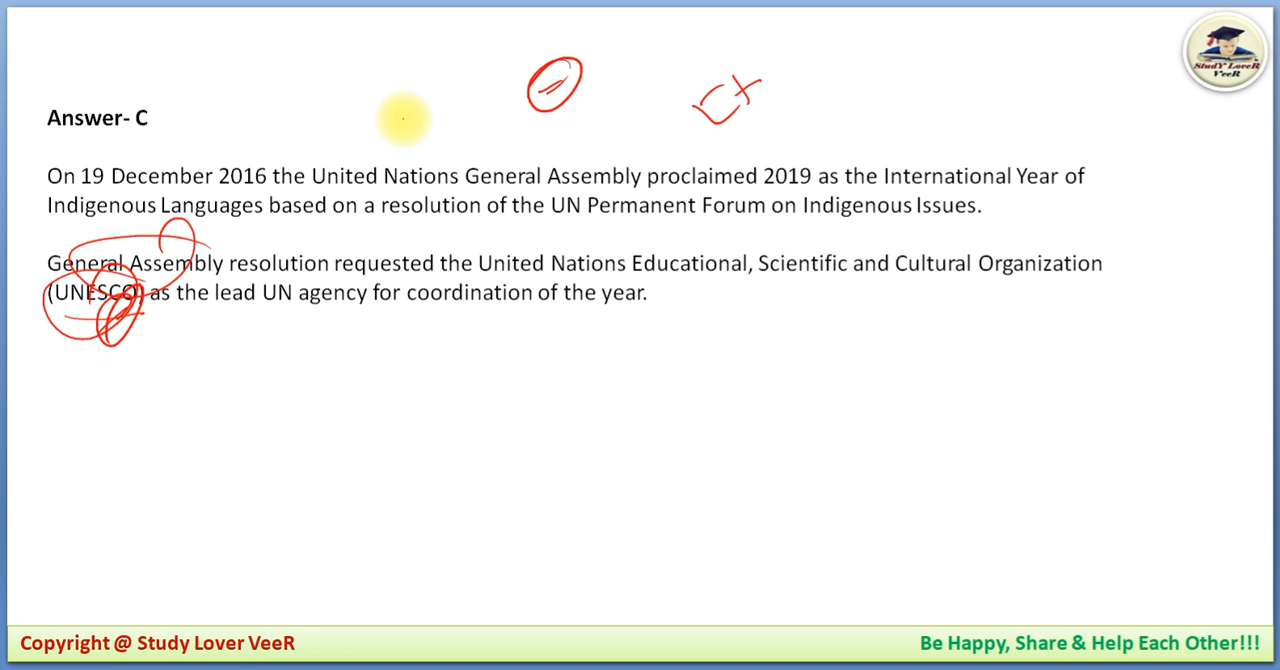 StudY LoveR
VeeR
Answer- C
On 19 December 2016 the United Nations General Assembly proclaimed 2019 as the International Year of
Indigenous Languages based on a resolution of the UN Permanent Forum on Indigenous Issues.
General Assembly resolution requested the United Nations Educational, Scientific and Cultural Organization
(UNESCO) as the lead UN agency for coordination of the year.
Copyright @ Study Lover VeeR
Be Happy, Share & Help Each Other!!!